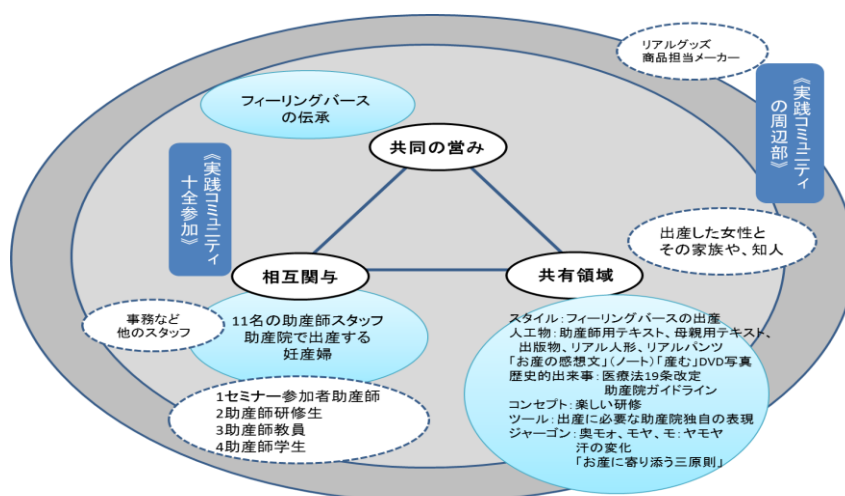 リアルグッズ
商品担当メーカー
フィーリングバース
の伝承
共同の営み
《実践コミュニティ
の周辺部》
《実践コミュニティ
十全参加》
出産した女性と
その家族や、知人
相互関与
共有領域
事務など
他のスタッフ
11名の助産師スタッフ
助産院で出産する
妊産婦
1セミナー参加者助産師
2助産師研修生
3助産師教員
4助産師学生
スタイル:フィーリングバースの出産
人工物:助産師用テキスト、母親用テキスト、
出版物、リアル人形、リアルパンツ
「お産の感想文」(ノート)「産む」DVD写真
歴史的出来事:医療法19条改定
助産院ガイドライン
コンセプト:楽しい研修
ツール:出産に必要な助産院独自の表現
ジャーゴン:奥モォ、モヤ、モ:ヤモヤ
汗の変化
「お産に寄り添う三原則」